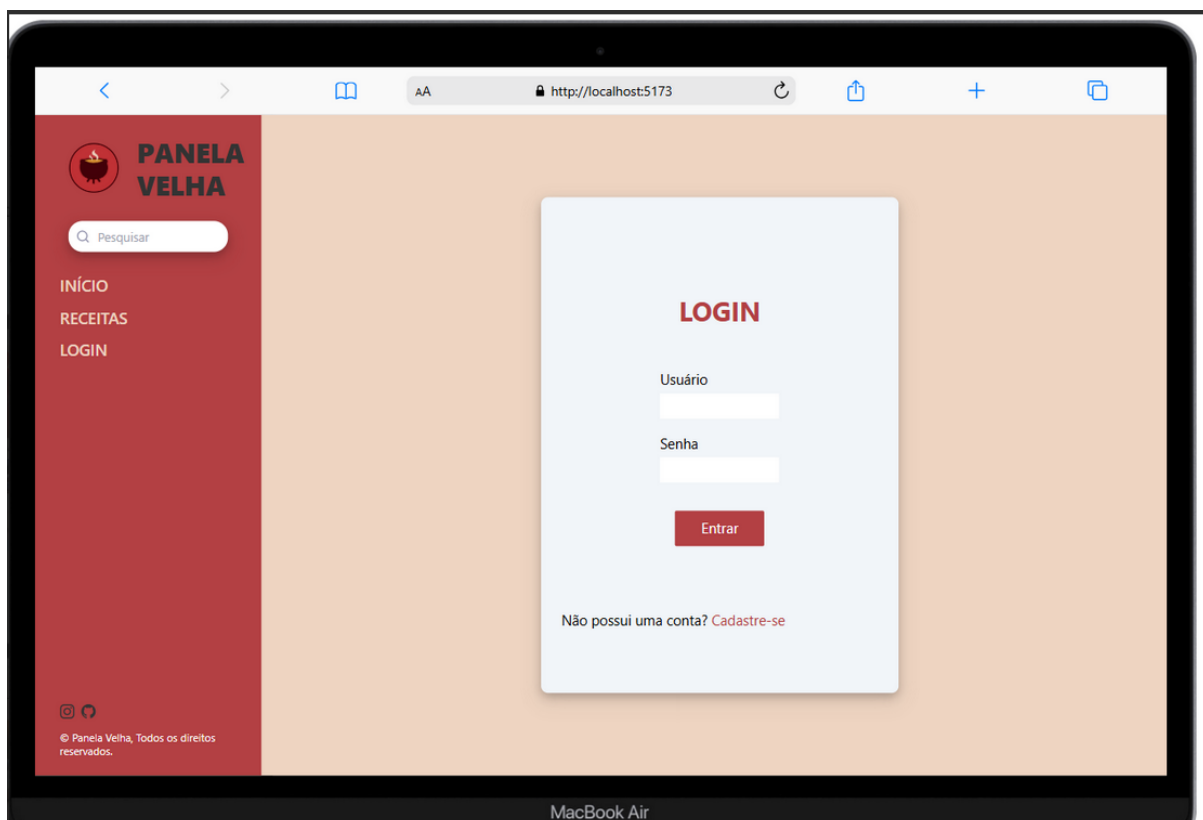 AA
http://localhost:5173
PANELA
VELHA
Pesquisar
INÍCIO
RECEITAS
LOGIN
LOGIN
Usuário
Senha
Entrar
Não possui uma conta? Cadastre-se
© Panela Velha, Todos os direitos
reservados.
MacBook Air